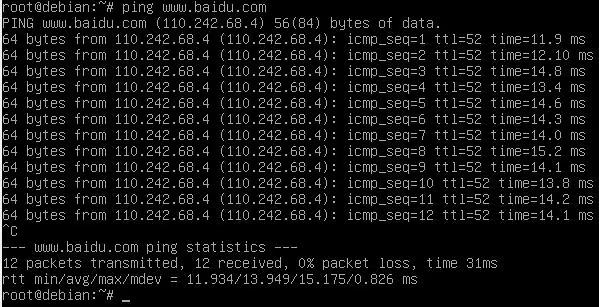 root@debian:~# ping www.baidu.com
PING www.baidu.com (110.242.68.4) 56(84) bytes of data.
64 bytes from 110.242.68.4 (110.242.68.4): icmp_seq=1 ttl=52 time=11.9 ms
64 bytes from 110.242.68.4 (110.242.68.4): icmp_seq=2 ttl=52 time=12.10 ms
64 bytes from 110.242.68.4 (110.242.68.4): icmp_seq=3 ttl=52 time=14.8 ms
64 bytes from 110.242.68.4 (110.242.68.4): icmp_seq=4 ttl=52 time=13.4 ms
64 bytes from 110.242.68.4 (110.242.68.4): icmp_seq=5 ttl=52 time=14.6 ms
64 bytes from 110.242.68.4 (110.242.68.4): icmp_seq=6 ttl=52 time=14.3 ms
64 bytes from 110.242.68.4 (110.242.68.4): icmp_seq=7 ttl=52 time=14.0 ms
64 bytes from 110.242.68.4 (110.242.68.4): icmp_seq=8 ttl=52 time=15.2 ms
64 bytes from 110.242.68.4 (110.242.68.4): icmp_seq=9 ttl=52 time=14.1 ms
64 bytes from 110.242.68.4 (110.242.68.4): icmp_seq=10 ttl=52 time=13.8 ms
64 bytes from 110.242.68.4 (110.242.68.4): icmp_seq=11 ttl=52 time=14.2 ms
64 bytes from 110.242.68.4 (110.242.68.4): icmp_seq=12 ttl=52 time=14.1 ms
^C
--- www.baidu.com ping statistics ---
12 packets transmitted, 12 received, 0% packet loss, time 31ms
rtt min/avg/max/mdev = 11.934/13.949/15.175/0.826 ms
root@debian:~# _